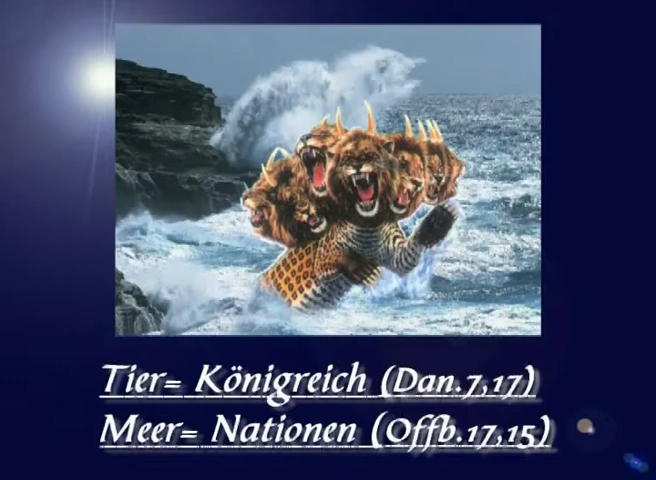 Tier= Königreich (Dan.7,17)
Meer= Nationen (Offb.17,15)